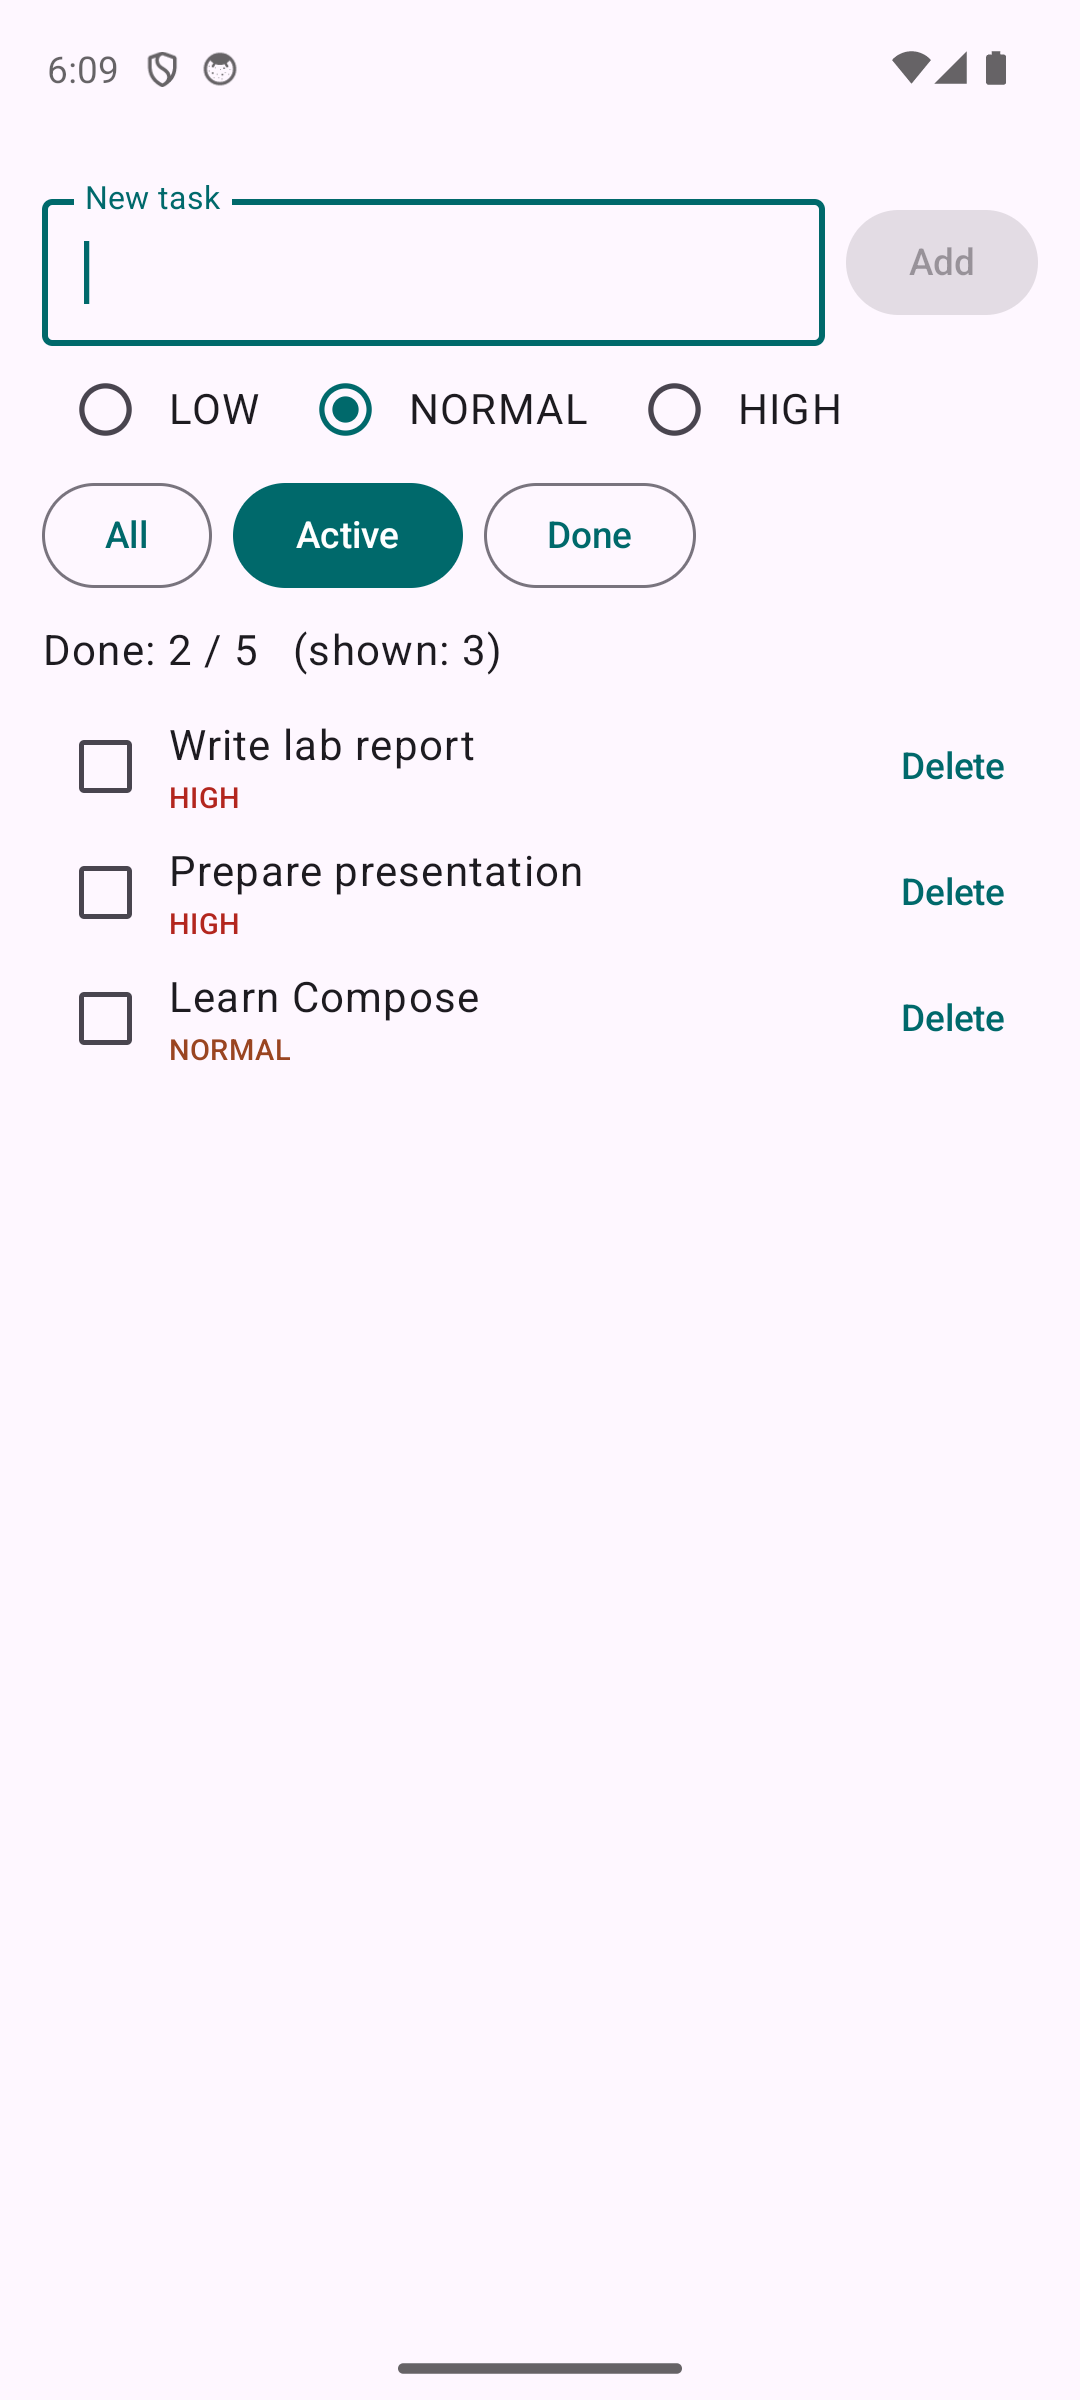 6:09
New task
Add
LOW NORMAL HIGH
All Active Done
Done: 2 / 5 (shown: 3)
Write lab report
HIGH
Delete
Prepare presentation
HIGH
Delete
Learn Compose
NORMAL
Delete